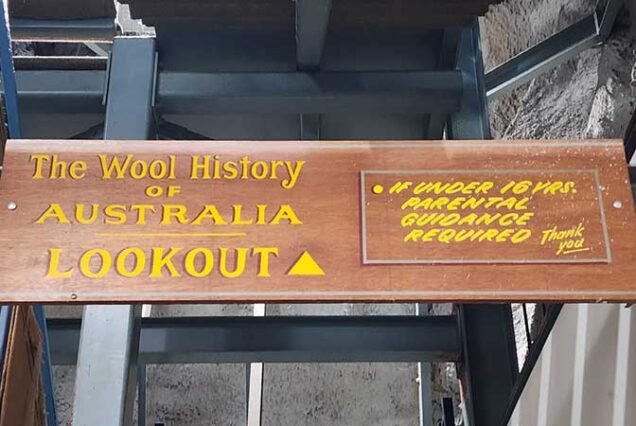 The Wool History
OF
AUSTRALIA
LOOKOUT
• IF UNDER 16 YRS.
PARENTAL
GUIDANCE
REQUIRED Thank
you